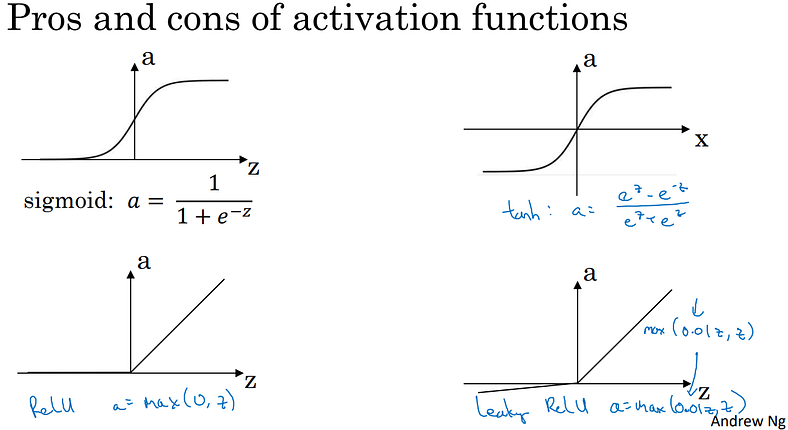 Pros and cons of activation functions
a
z
sigmoid: a = 1 / (1 + e^{-z})
a
x
tanh: a = (e^z - e^{-z}) / (e^z + e^z)
a
z
ReLU a = max(0, z)
a
max(0.01z, z)
z
Leaky ReLU a = max(0.01z, z)
Andrew Ng